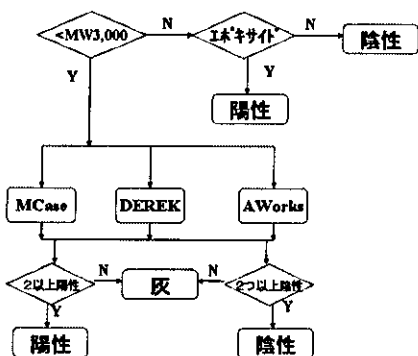 <MW3,000
N
エポキサイド
N
陰性
Y
Y
陽性
MCase
DEREK
AWorks
2以上陽性
N
灰
N
2つ以上陰性
Y
Y
陽性
陰性